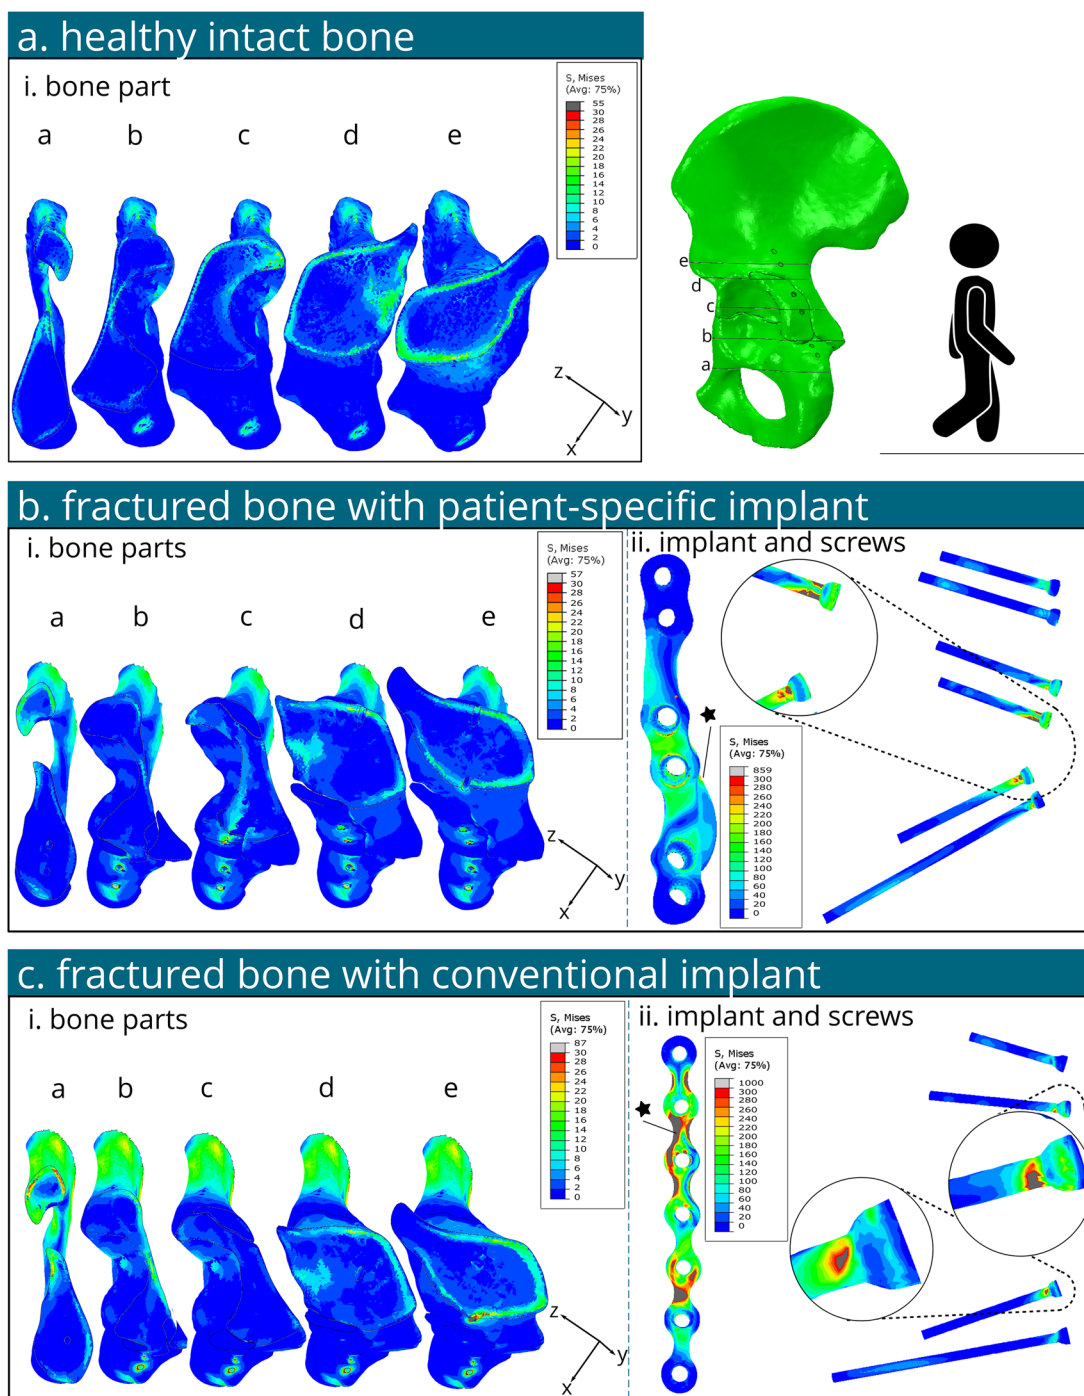 a. healthy intact bone
i. bone part
a b c d e
S, Mises
(Avg: 75%)
55
30
28
26
24
22
20
18
16
14
12
10
8
6
4
2
0
z
y
x
e
d
c
b
a
b. fractured bone with patient-specific implant
i. bone parts
a b c d e
S, Mises
(Avg: 75%)
57
30
28
26
24
22
20
18
16
14
12
10
8
6
4
2
0
z
y
x
ii. implant and screws
S, Mises
(Avg: 75%)
859
300
280
260
240
220
200
180
160
140
120
100
80
60
40
20
0
c. fractured bone with conventional implant
i. bone parts
a b c d e
S, Mises
(Avg: 75%)
87
30
28
26
24
22
20
18
16
14
12
10
8
6
4
2
0
z
y
x
ii. implant and screws
S, Mises
(Avg: 75%)
1000
300
280
260
240
220
200
180
160
140
120
100
80
60
40
20
0